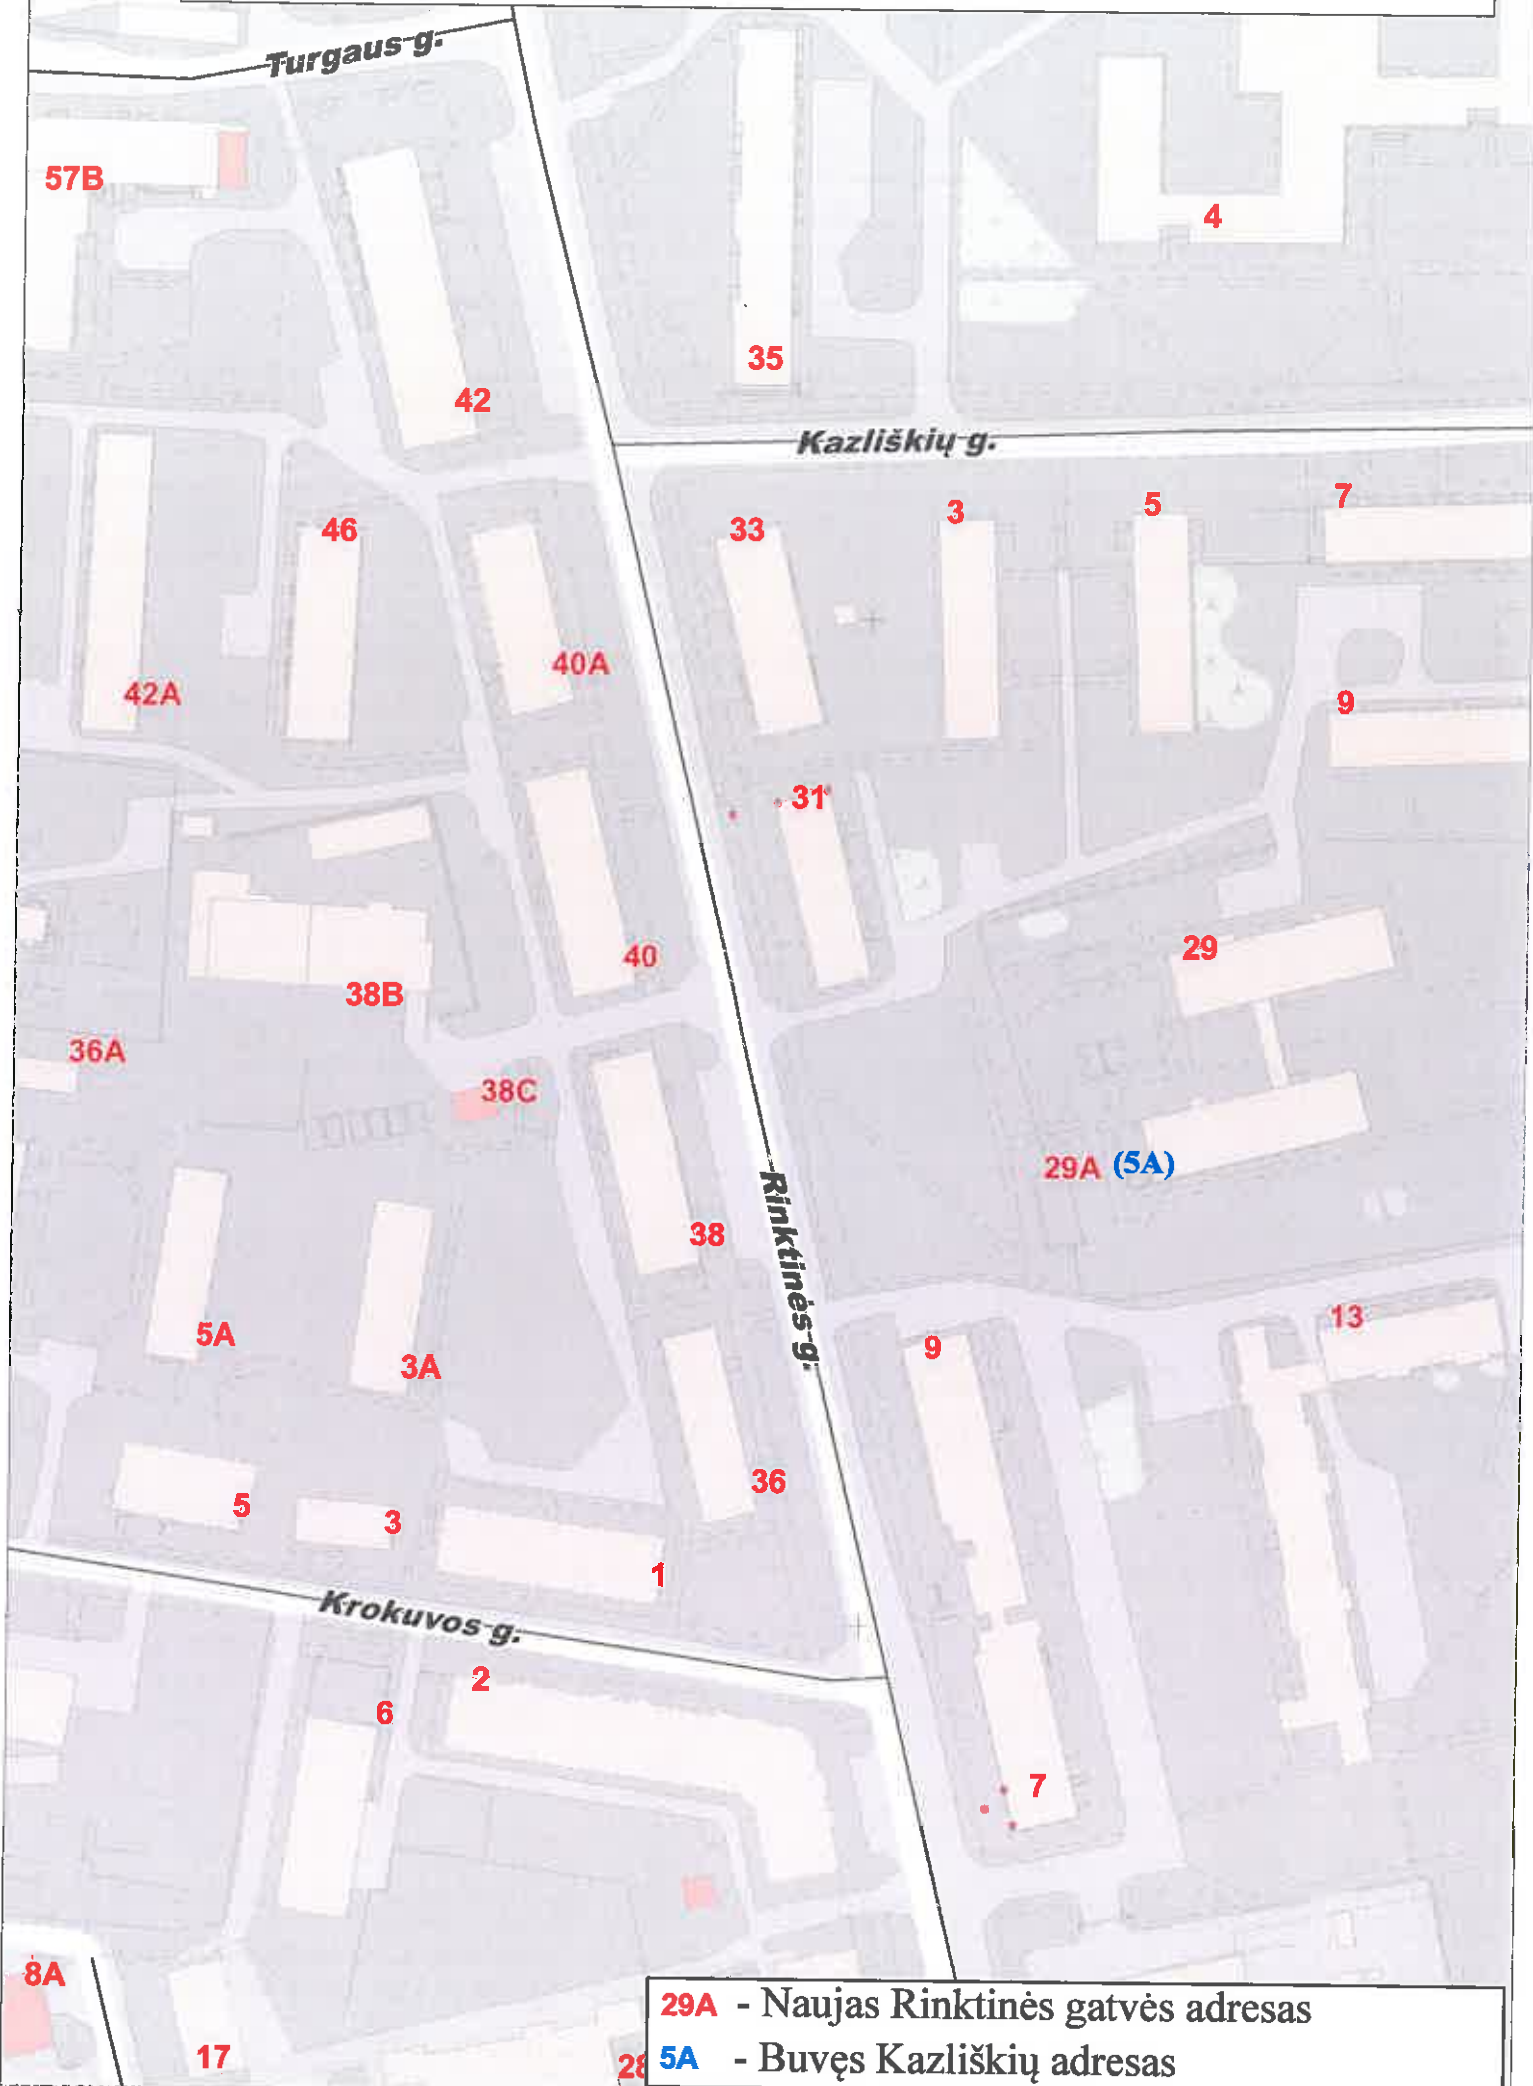 Turgaus g.
57B
4
35
42
Kazliškių g.
7
5
3
33
46
40A
42A
9
31
40
29
38B
36A
38C
29A (5A)
38
Rinktinės g.
13
5A
9
3A
36
5
3
1
Krokuvos g.
2
6
7
8A
17
28
29A - Naujas Rinktinės gatvės adresas
5A - Buvęs Kazliškių adresas